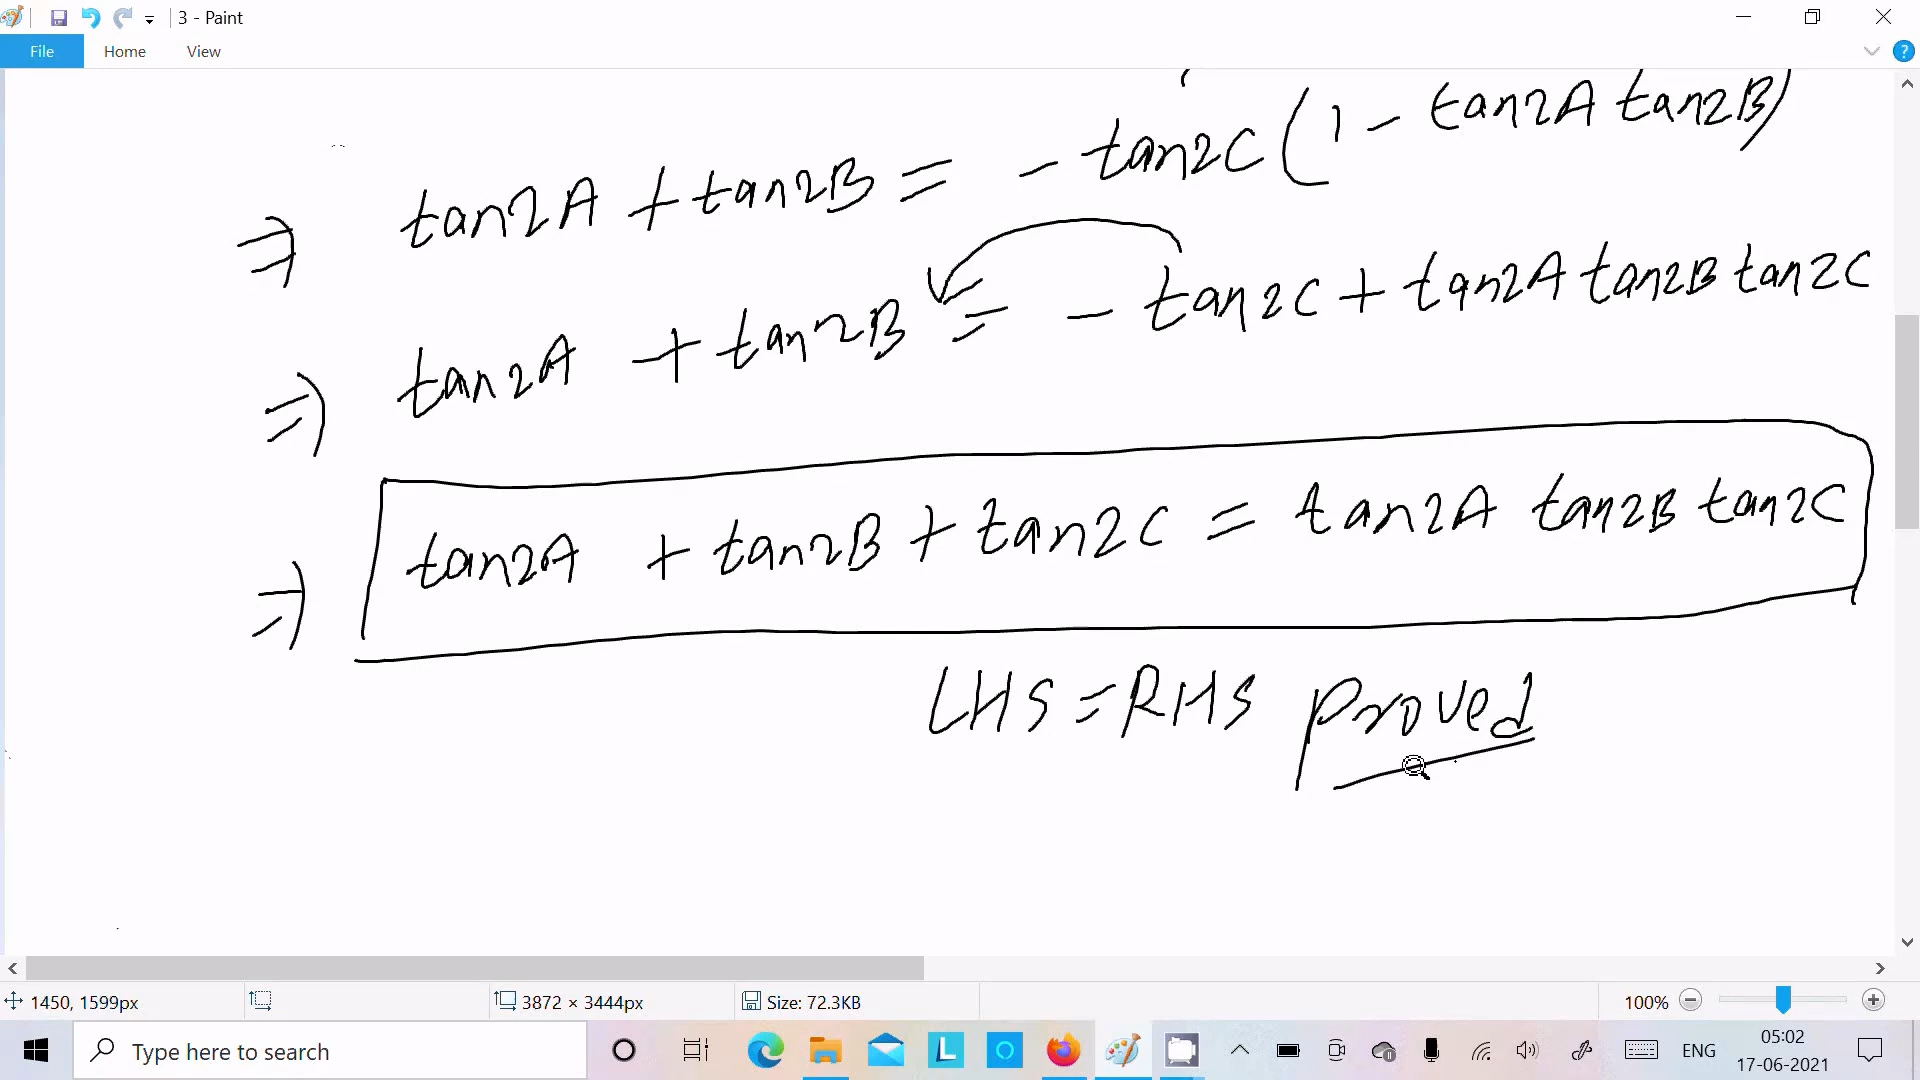 3 - Paint
File Home View
⇒ tan2A + tan2B = - tan2C (1 - tan2A tan2B)
⇒ tan2A + tan2B = - tan2C + tan2A tan2B tan2C
⇒ tan2A + tan2B + tan2C = tan2A tan2B tan2C
LHS = RHS Proved
1450, 1599px 3872 × 3444px Size: 72.3KB 100%
Type here to search ENG 05:02
17-06-2021